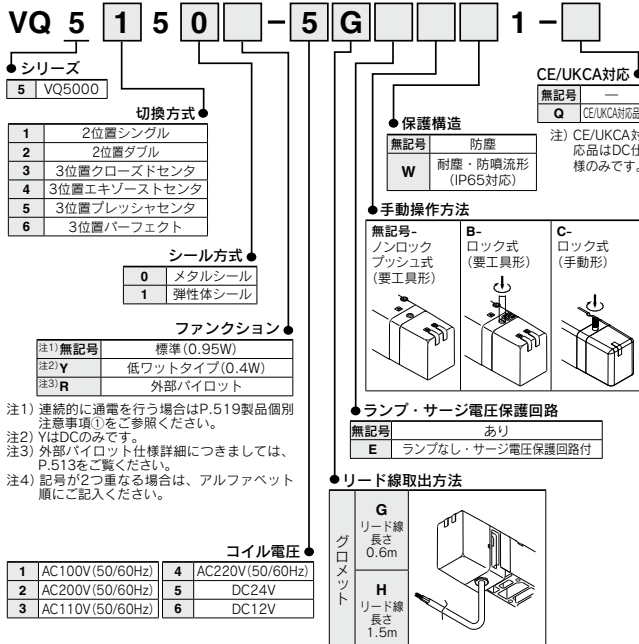 VQ 5 1 5 0 － 5 G 1 －
シリーズ
5 VQ5000
切換方式
1 2位置シングル
2 2位置ダブル
3 3位置クローズドセンタ
4 3位置エキゾーストセンタ
5 3位置プレッシャセンタ
6 3位置パーフェクト
シール方式
0 メタルシール
1 弾性体シール
ファンクション
注1)無記号 標準(0.95W)
注2)Y 低ワットタイプ(0.4W)
注3)R 外部パイロット
注1) 連続的に通電を行う場合はP.519製品個別
注意事項①をご参照ください。
注2) YはDCのみです。
注3) 外部パイロット仕様詳細につきましては、
P.513をご覧ください。
注4) 記号が2つ重なる場合は、アルファベット
順にご記入ください。
コイル電圧
1 AC100V(50/60Hz) 4 AC220V(50/60Hz)
2 AC200V(50/60Hz) 5 DC24V
3 AC110V(50/60Hz) 6 DC12V
CE/UKCA対応
無記号 ―
Q CE/UKCA対応品
注) CE/UKCA対
応品はDC仕
様のみです。
保護構造
無記号 防塵
W 耐塵・防噴流形
(IP65対応)
手動操作方法
無記号-
ノンロック
プッシュ式
(要工具形)
B-
ロック式
(要工具形)
C-
ロック式
(手動形)
ランプ・サージ電圧保護回路
無記号 あり
E ランプなし・サージ電圧保護回路付
リード線取出方法
グロメット
G
リード線
長さ
0.6m
H
リード線
長さ
1.5m